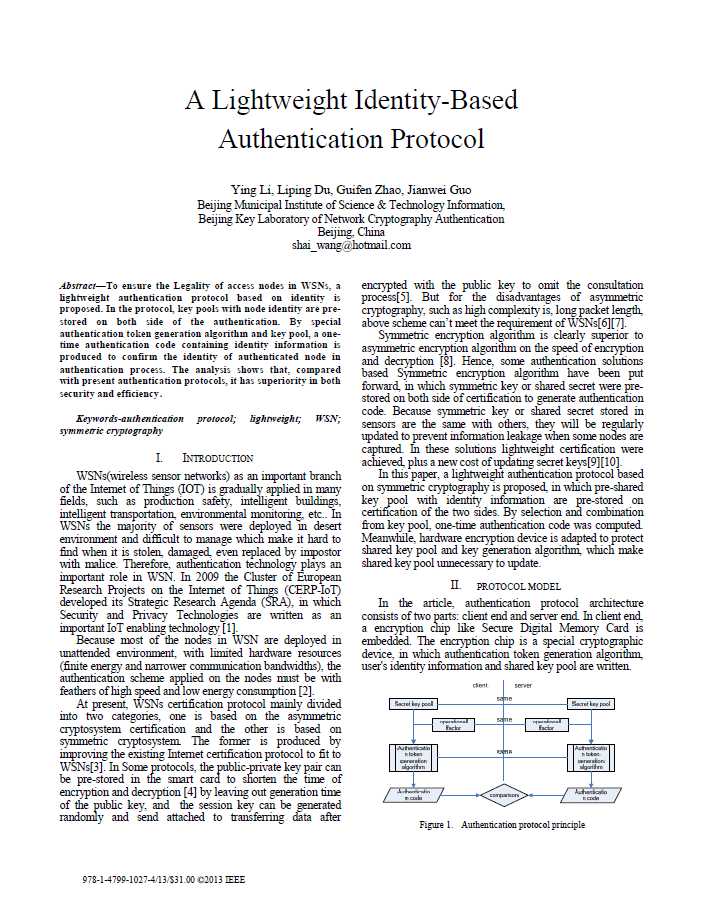 A Lightweight Identity-Based
Authentication Protocol
Ying Li, Liping Du, Guifen Zhao, Jianwei Guo
Beijing Municipal Institute of Science & Technology Information,
Beijing Key Laboratory of Network Cryptography Authentication
Beijing, China
shai_wang@hotmail.com
Abstract—To ensure the Legality of access nodes in WSNs, a
lightweight authentication protocol based on identity is
proposed. In the protocol, key pools with node identity are pre-
stored on both side of the authentication. By special
authentication token generation algorithm and key pool, a one-
time authentication code containing identity information is
produced to confirm the identity of authenticated node in
authentication process. The analysis shows that, compared
with present authentication protocols, it has superiority in both
security and efficiency.
Keywords-authentication protocol; lightweight; WSN;
symmetric cryptography
I. INTRODUCTION
WSNs(wireless sensor networks) as an important branch
of the Internet of Things (IOT) is gradually applied in many
fields, such as production safety, intelligent buildings,
intelligent transportation, environmental monitoring, etc.. In
WSNs the majority of sensors were deployed in desert
environment and difficult to manage which make it hard to
find when it is stolen, damaged, even replaced by impostor
with malice. Therefore, authentication technology plays an
important role in WSN. In 2009 the Cluster of European
Research Projects on the Internet of Things (CERP-IoT)
developed its Strategic Research Agenda (SRA), in which
Security and Privacy Technologies are written as an
important IoT enabling technology [1].
Because most of the nodes in WSN are deployed in
unattended environment, with limited hardware resources
(finite energy and narrower communication bandwidths), the
authentication scheme applied on the nodes must be with
feathers of high speed and low energy consumption [2].
At present, WSNs certification protocol mainly divided
into two categories, one is based on the asymmetric
cryptosystem certification and the other is based on
symmetric cryptosystem. The former is produced by
improving the existing Internet certification protocol to fit to
WSNs[3]. In Some protocols, the public-private key pair can
be pre-stored in the smart card to shorten the time of
encryption and decryption [4] by leaving out generation time
of the public key, and the session key can be generated
randomly and send attached to transferring data after
encrypted with the public key to omit the consultation
process[5]. But for the disadvantages of asymmetric
cryptography, such as high complexity is, long packet length,
above scheme can't meet the requirement of WSNs[6][7].
Symmetric encryption algorithm is clearly superior to
asymmetric encryption algorithm on the speed of encryption
and decryption [8]. Hence, some authentication solutions
based Symmetric encryption algorithm have been put
forward, in which symmetric key or shared secret were pre-
stored on both side of certification to generate authentication
code. Because symmetric key or shared secret stored in
sensors are the same with others, they will be regularly
updated to prevent information leakage when some nodes are
captured. In these solutions lightweight certification were
achieved, plus a new cost of updating secret keys[9][10].
In this paper, a lightweight authentication protocol based
on symmetric cryptography is proposed, in which pre-shared
key pool with identity information are pre-stored on
certification of the two sides. By selection and combination
from key pool, one-time authentication code was computed.
Meanwhile, hardware encryption device is adapted to protect
shared key pool and key generation algorithm, which make
shared key pool unnecessary to update.
II. PROTOCOL MODEL
In the article, authentication protocol architecture
consists of two parts: client end and server end. In client end,
a encryption chip like Secure Digital Memory Card is
embedded. The encryption chip is a special cryptographic
device, in which authentication token generation algorithm,
user's identity information and shared key pool are written.
client server
Secret key pool same Secret key pool
operational same operational
ffactor ffactor
Authenticatio same Authenticatio
n token n token
generation generation
algorithm algorithm
Authenticatio comparison Authenticatio
n code n code
Figure 1. Authentication protocol principle
978-1-4799-1027-4/13/$31.00 ©2013 IEEE